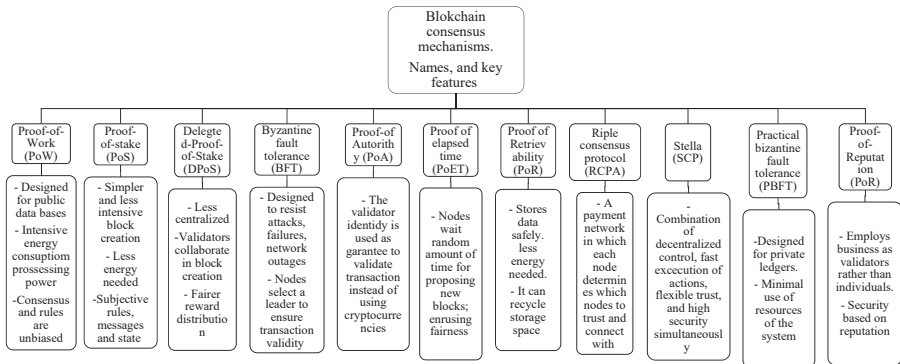 Blokchain
consensus
mechanisms.
Names, and key
features
Proof-of-
Work
(PoW)
Proof-
of-stake
(PoS)
Delegte
d-Proof-
of-Stake
(DPoS)
Byzantine
fault
tolerance
(BFT)
Proof-of
Autorith
y (PoA)
Proof of
elapsed
time
(PoET)
Proof of
Retriev
ability
(PoR)
Riple
consensus
protocol
(RCPA)
Stella
(SCP)
Practical
bizantine
fault
tolerance
(PBFT)
Proof-
of-
Reputat
ion
(PoR)
- Designed
for public
data bases
- Intensive
energy
consuptiom
prossessing
power
-Consensus
and rules
are
unbiased
- Simpler
and less
intensive
block
creation
- Less
energy
needed
-Subjective
rules,
messages
and state
- Less
centralized
-Validators
collaborate
in block
creation
- Fairer
reward
distributio
n
- Designed
to resist
attacks,
failures,
network
outages
- Nodes
select a
leader to
ensure
transaction
validity
- The
validator
identidy is
used as
garantee to
validate
transaction
instead of
using
cryptocurre
ncies
- Nodes
wait
random
amount of
time for
proposing
new
blocks;
enrusing
fairness
- Stores
data
safely.
less
energy
needed.
- It can
recycle
storage
space
- A
payment
network in
which
each node
determines
which
nodes to
trust and
connect
with
-
Combination
of
decentralized
control, fast
excecution of
actions,
flexible trust,
and high
security
simultaneousl
y
-Designed
for private
ledgers.
- Minimal
use of
resources
of the
system
- Employs
business as
validators
rather than
individuals.
- Security
based on
reputation